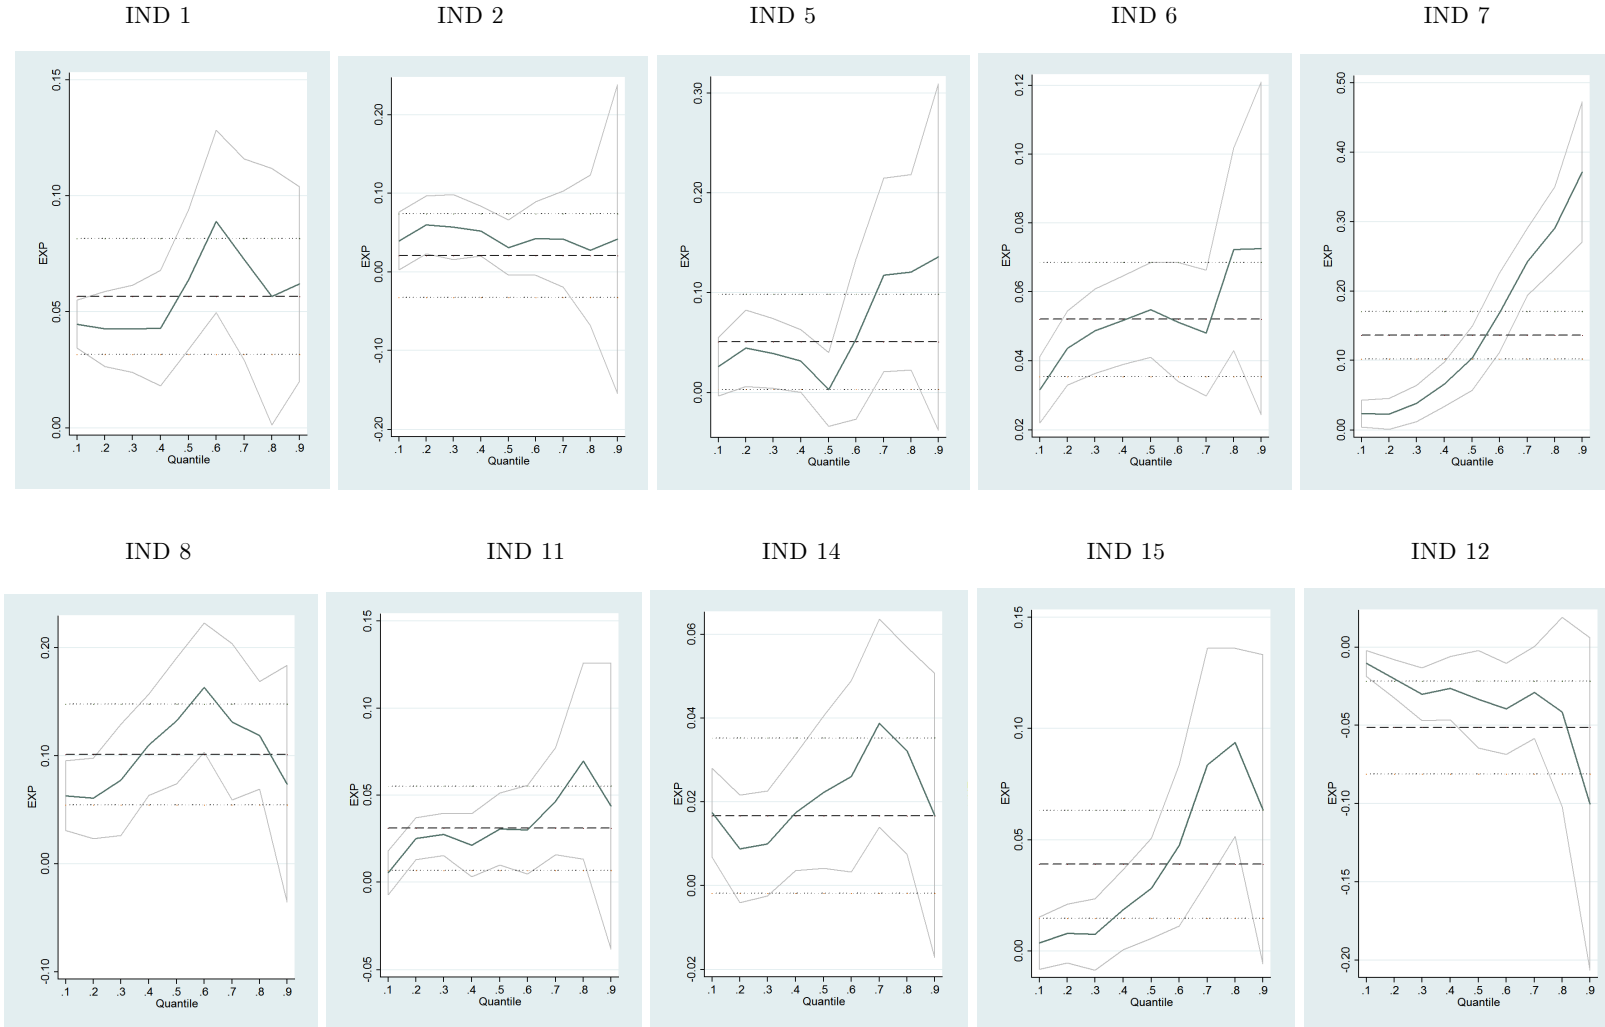 IND 1
IND 2
IND 5
IND 6
IND 7
EXP
0.00 0.05 0.10 0.15
.1 .2 .3 .4 .5 .6 .7 .8 .9
Quantile
EXP
-0.20 -0.10 0.00 0.10 0.20
.1 .2 .3 .4 .5 .6 .7 .8 .9
Quantile
EXP
0.00 0.10 0.20 0.30
.1 .2 .3 .4 .5 .6 .7 .8 .9
Quantile
EXP
0.02 0.04 0.06 0.08 0.10 0.12
.1 .2 .3 .4 .5 .6 .7 .8 .9
Quantile
EXP
0.00 0.10 0.20 0.30 0.40 0.50
.1 .2 .3 .4 .5 .6 .7 .8 .9
Quantile
IND 8
IND 11
IND 14
IND 15
IND 12
EXP
-0.10 0.00 0.10 0.20
.1 .2 .3 .4 .5 .6 .7 .8 .9
Quantile
EXP
-0.05 0.00 0.05 0.10 0.15
.1 .2 .3 .4 .5 .6 .7 .8 .9
Quantile
EXP
-0.02 0.00 0.02 0.04 0.06
.1 .2 .3 .4 .5 .6 .7 .8 .9
Quantile
EXP
0.00 0.05 0.10 0.15
.1 .2 .3 .4 .5 .6 .7 .8 .9
Quantile
EXP
-0.20 -0.15 -0.10 -0.05 0.00
.1 .2 .3 .4 .5 .6 .7 .8 .9
Quantile